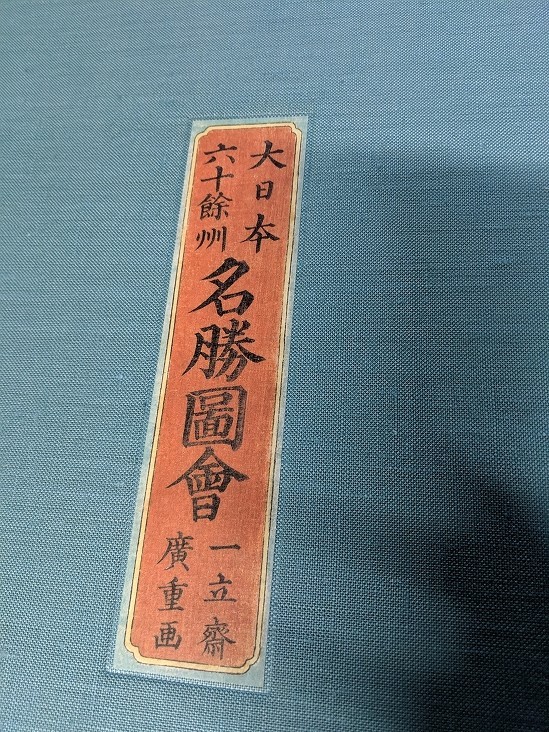 大日本
六十餘州
名勝圖會
一立齋
廣重画